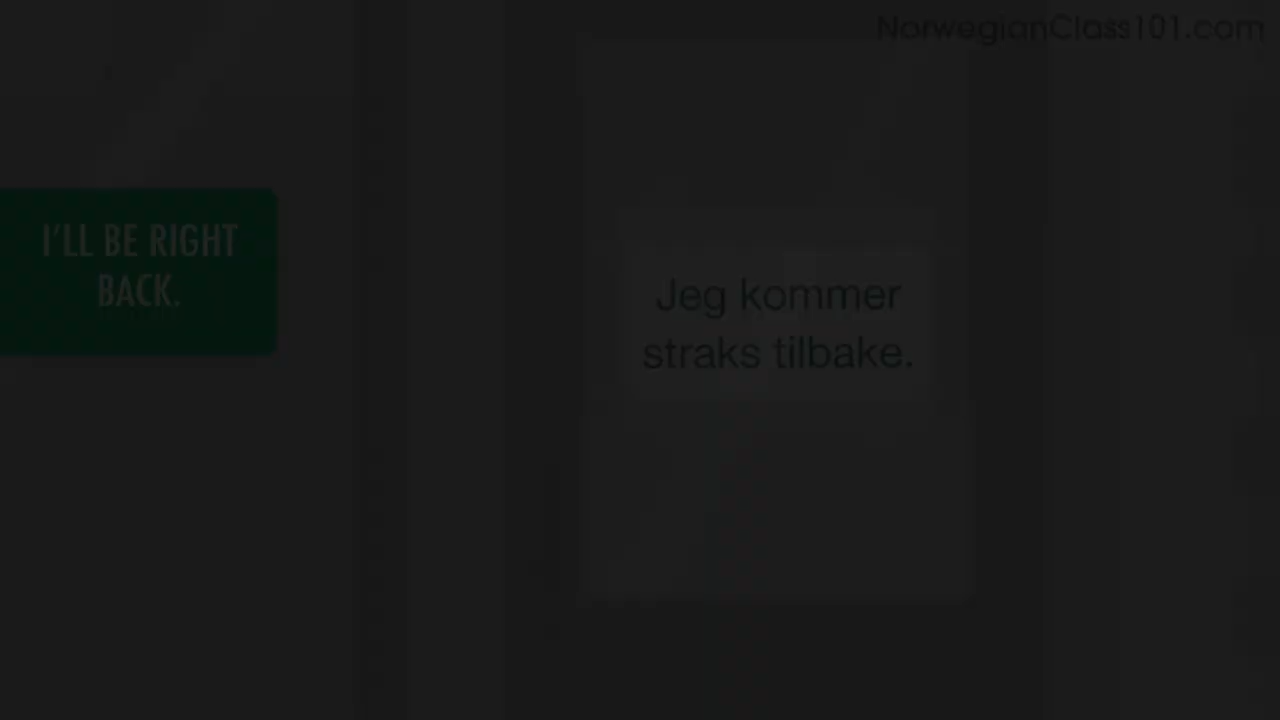 NorwegianClass101.com
I'LL BE RIGHT
BACK.
Jeg kommer
straks tilbake.